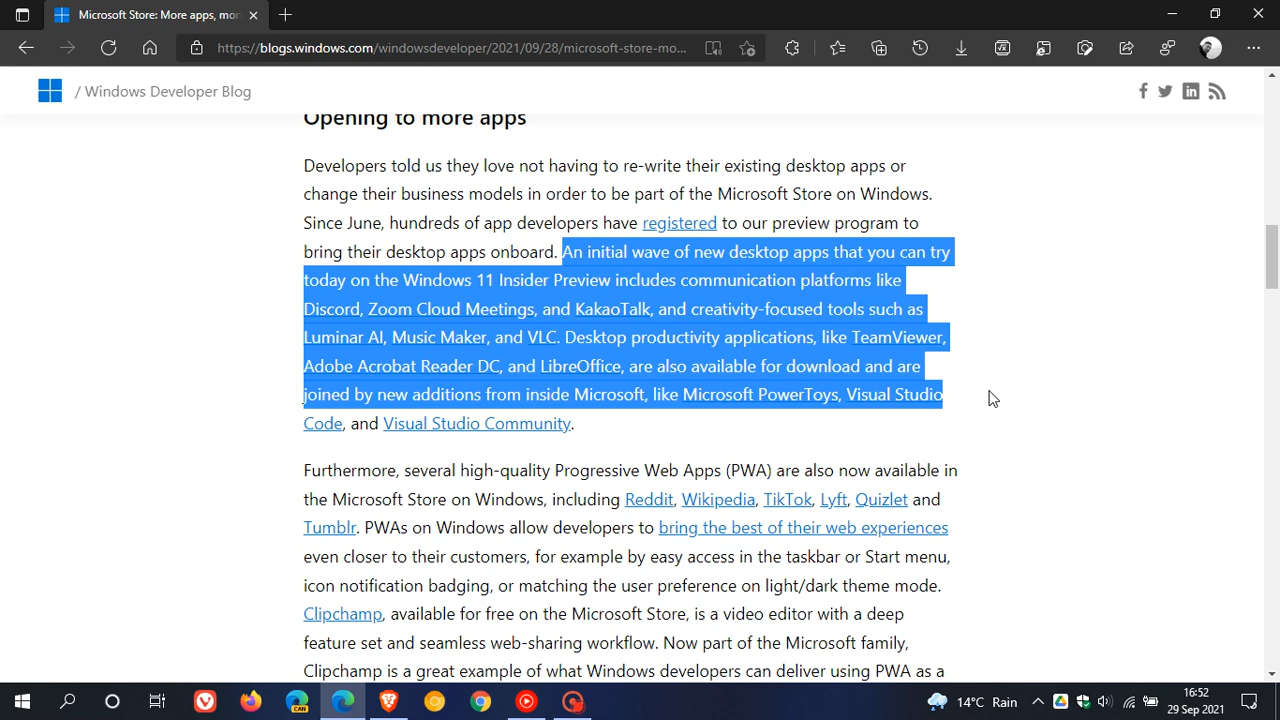 Microsoft Store: More apps, mor
https://blogs.windows.com/windowsdeveloper/2021/09/28/microsoft-store-mo...
/ Windows Developer Blog
Opening to more apps
Developers told us they love not having to re-write their existing desktop apps or
change their business models in order to be part of the Microsoft Store on Windows.
Since June, hundreds of app developers have registered to our preview program to
bring their desktop apps onboard. An initial wave of new desktop apps that you can try
today on the Windows 11 Insider Preview includes communication platforms like
Discord, Zoom Cloud Meetings, and KakaoTalk, and creativity-focused tools such as
Luminar AI, Music Maker, and VLC. Desktop productivity applications, like TeamViewer,
Adobe Acrobat Reader DC, and LibreOffice, are also available for download and are
joined by new additions from inside Microsoft, like Microsoft PowerToys, Visual Studio
Code, and Visual Studio Community.
Furthermore, several high-quality Progressive Web Apps (PWA) are also now available in
the Microsoft Store on Windows, including Reddit, Wikipedia, TikTok, Lyft, Quizlet and
Tumblr. PWAs on Windows allow developers to bring the best of their web experiences
even closer to their customers, for example by easy access in the taskbar or Start menu,
icon notification badging, or matching the user preference on light/dark theme mode.
Clipchamp, available for free on the Microsoft Store, is a video editor with a deep
feature set and seamless web-sharing workflow. Now part of the Microsoft family,
Clipchamp is a great example of what Windows developers can deliver using PWA as a
CAN
14°C Rain
16:52
29 Sep 2021